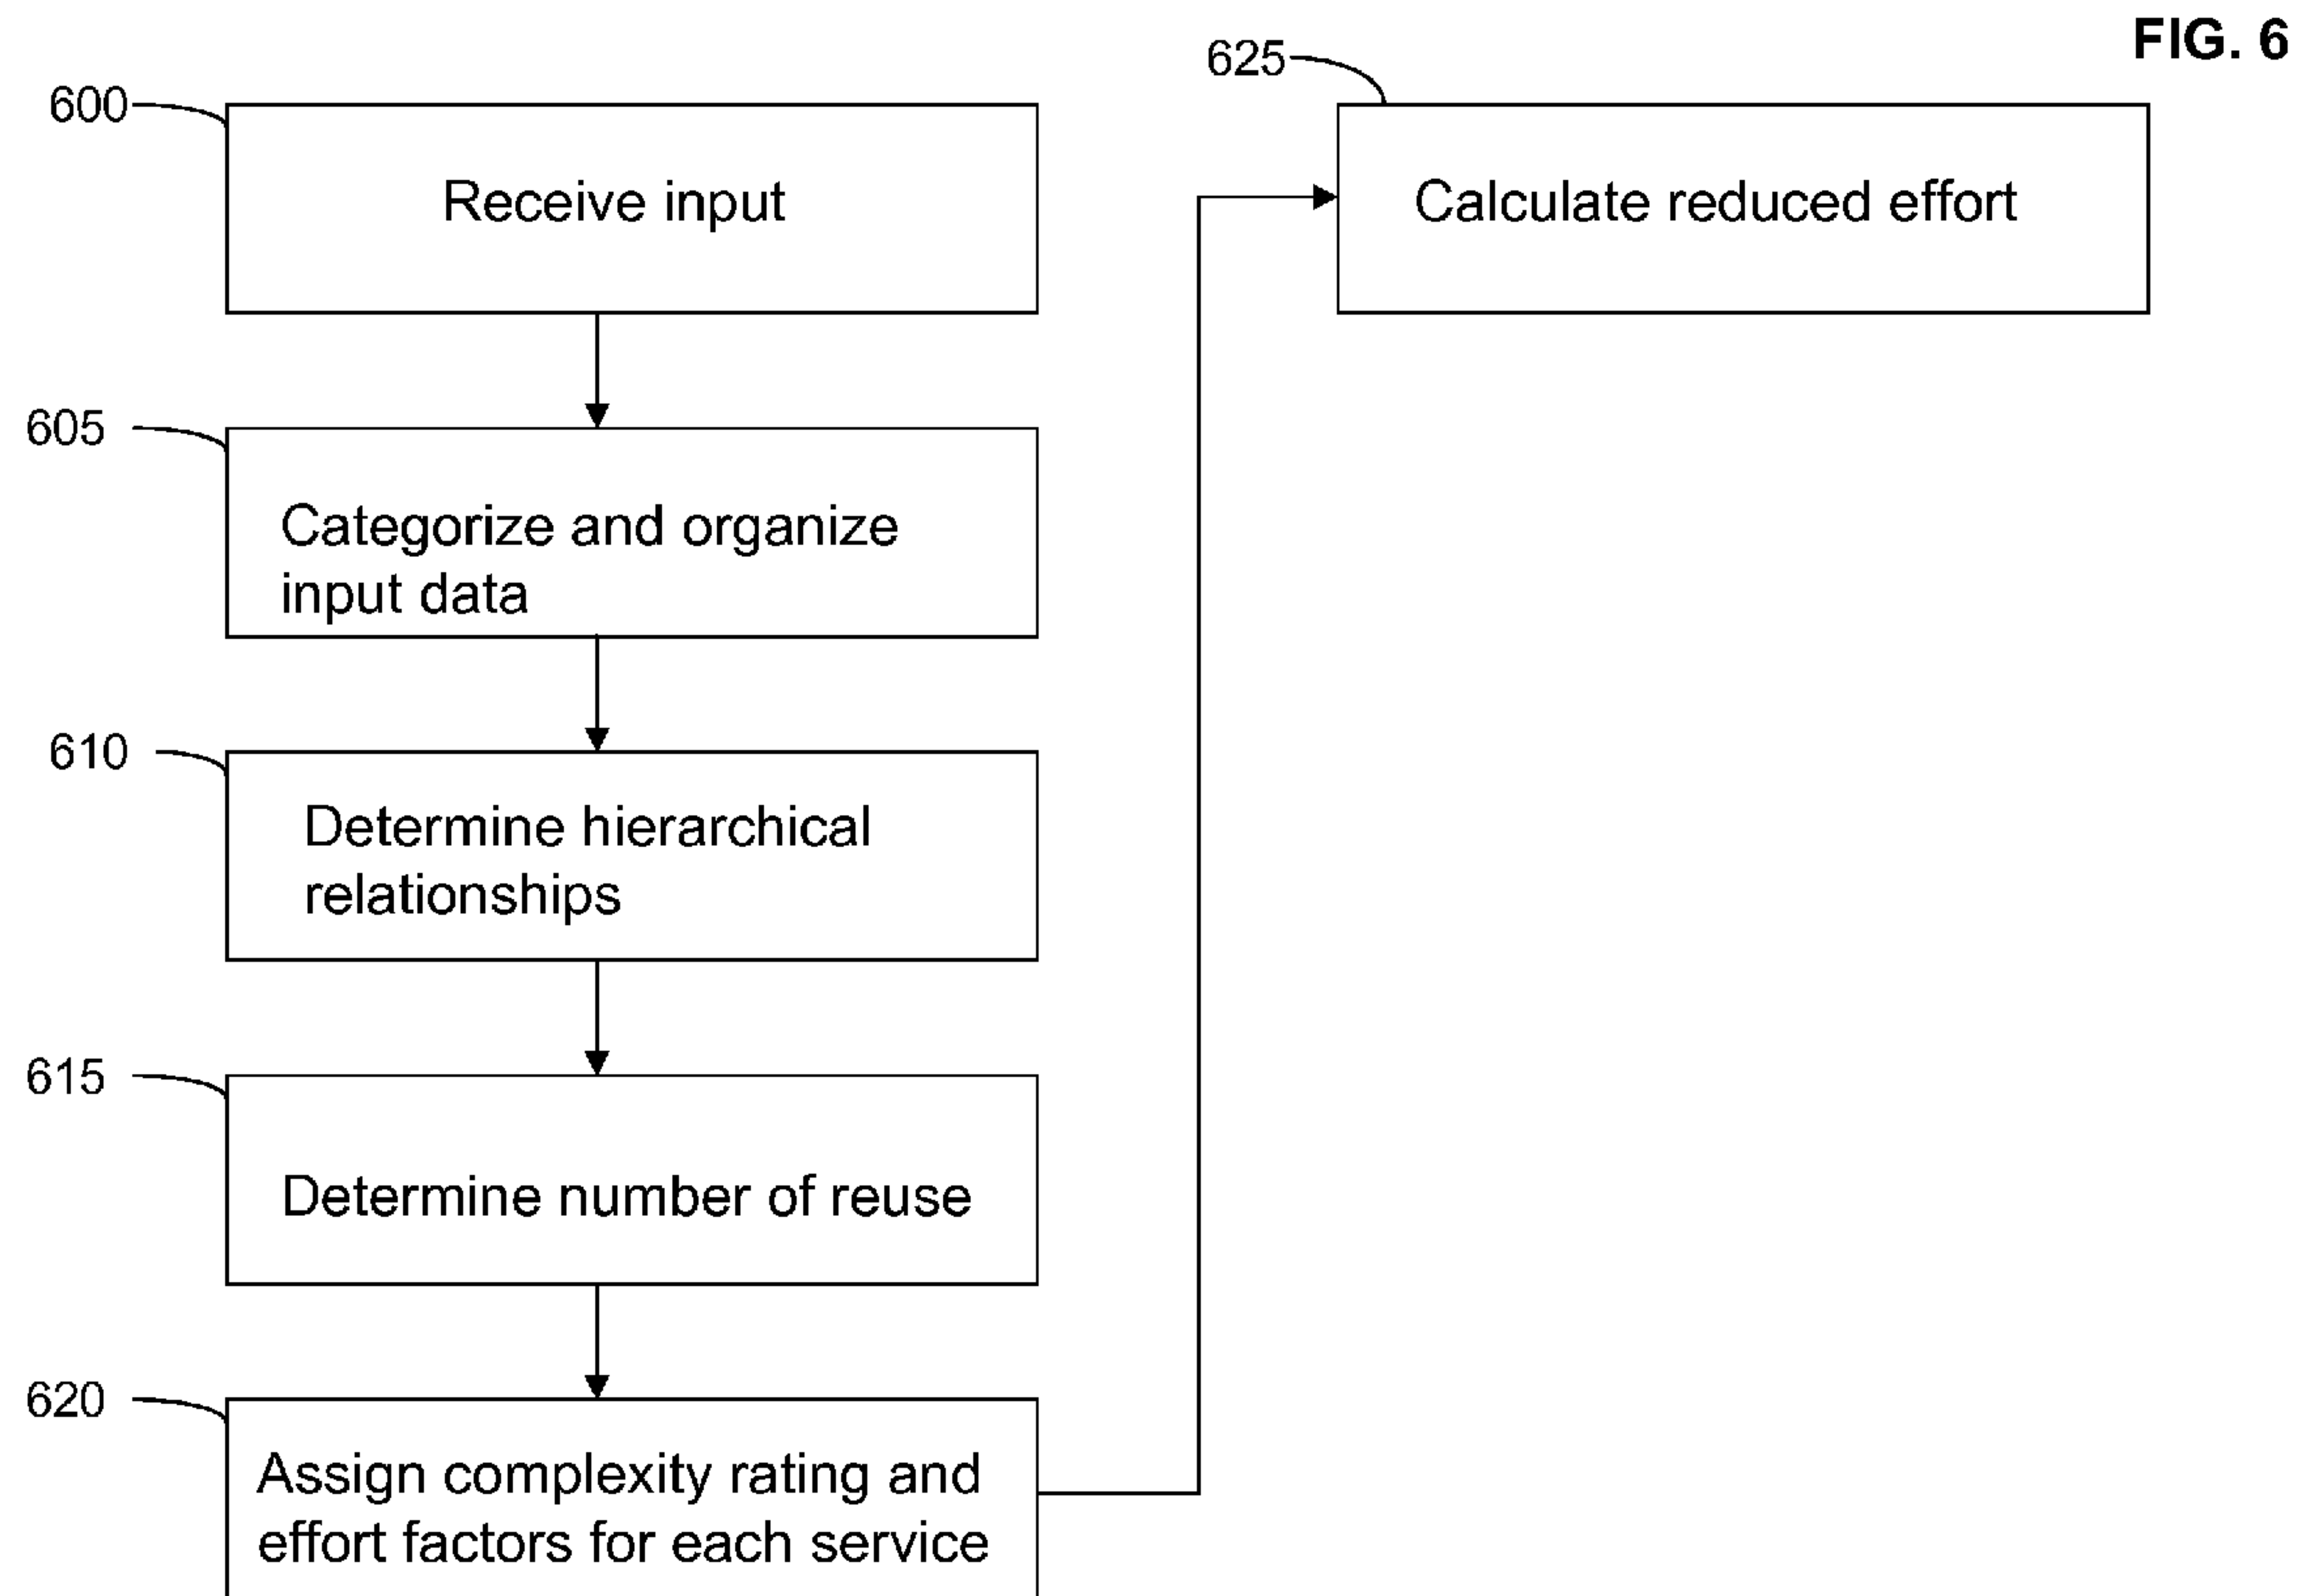 FIG. 6
600
Receive input
605
Categorize and organize
input data
610
Determine hierarchical
relationships
615
Determine number of reuse
620
Assign complexity rating and
effort factors for each service
625
Calculate reduced effort